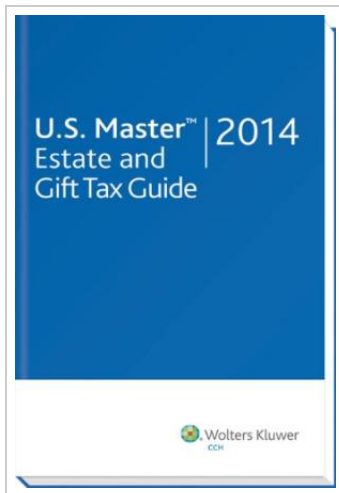 U.S. Master™ | 2014
Estate and
Gift Tax Guide
Wolters Kluwer
CCH